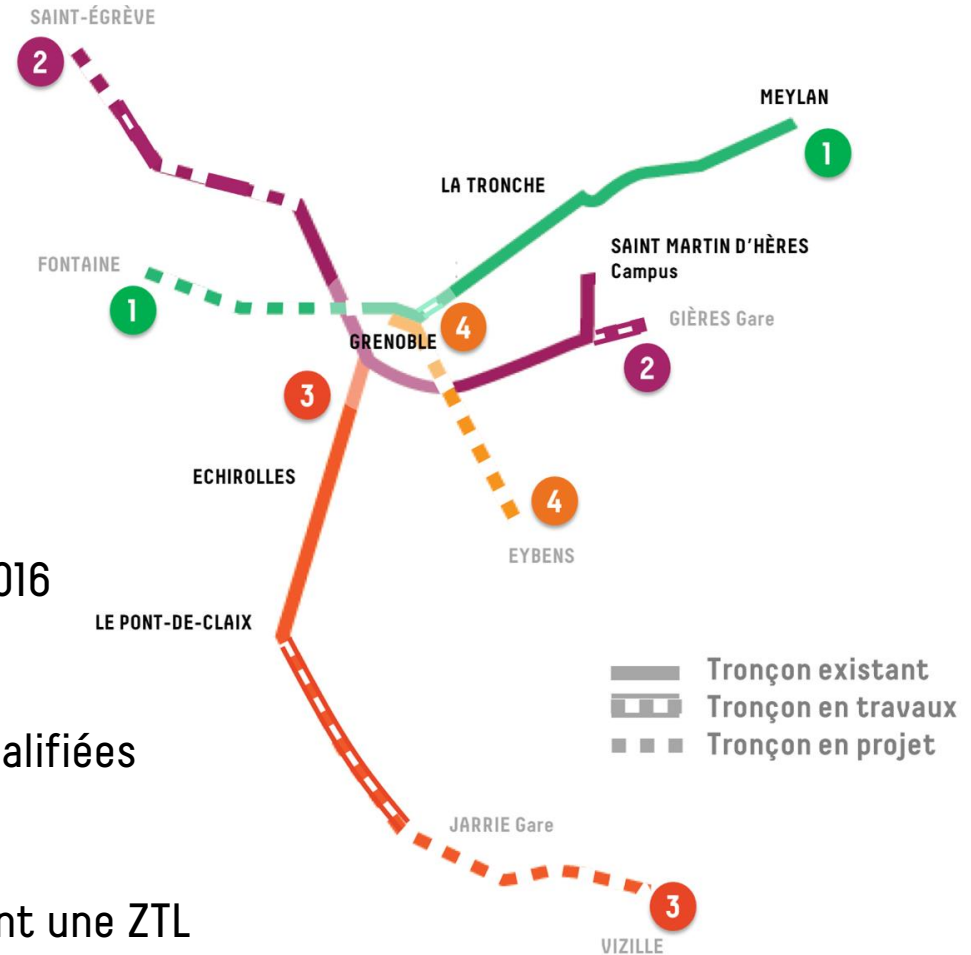 SAINT-ÉGRÈVE
2
MEYLAN
1
LA TRONCHE
SAINT MARTIN D'HÈRES
Campus
FONTAINE
1
GIÈRES Gare
4
GRENOBLE
2
3
ECHIROLLES
4
EYBENS
016
LE PONT-DE-CLAIX
Tronçon existant
Tronçon en travaux
Tronçon en projet
alifiées
JARRIE Gare
3
nt une ZTL
VIZILLE